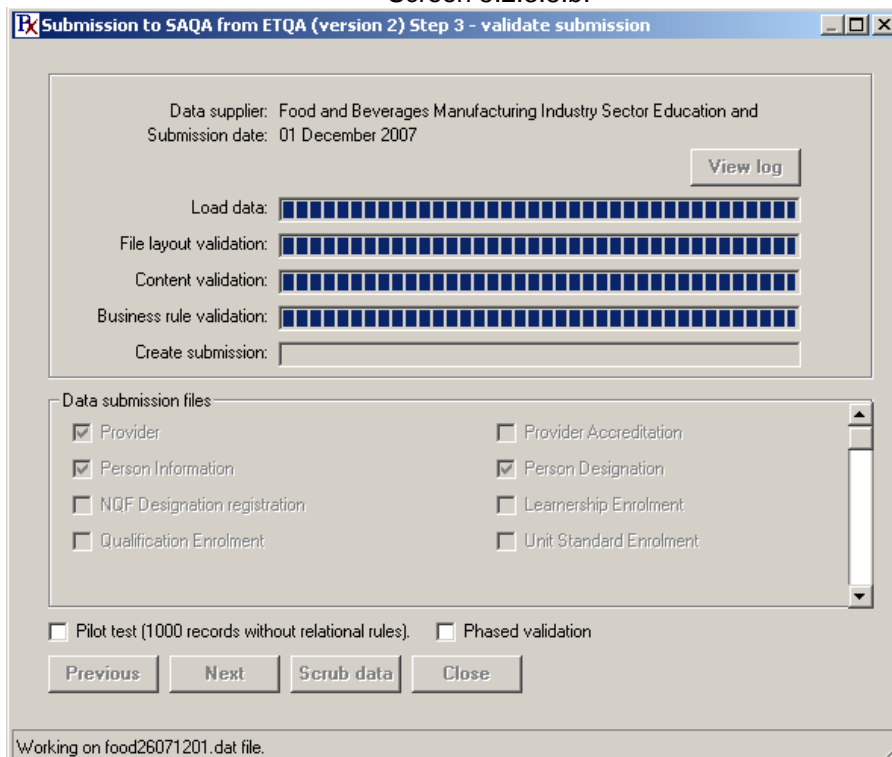 Submission to SAQA from ETQA (version 2) Step 3 - validate submission
Data supplier: Food and Beverages Manufacturing Industry Sector Education and
Submission date: 01 December 2007
View log
Load data:
File layout validation:
Content validation:
Business rule validation:
Create submission:
Data submission files
Provider Provider Accreditation
Person Information Person Designation
NQF Designation registration Learnership Enrolment
Qualification Enrolment Unit Standard Enrolment
Pilot test (1000 records without relational rules). Phased validation
Previous Next Scrub data Close
Working on food26071201.dat file.